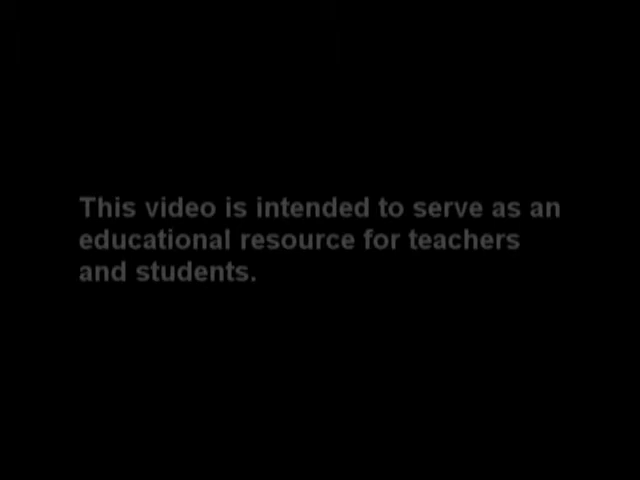 This video is intended to serve as an
educational resource for teachers
and students.